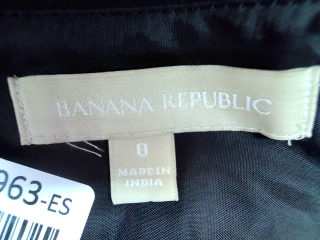 BANANA REPUBLIC
0
MADE IN
INDIA
963-ES